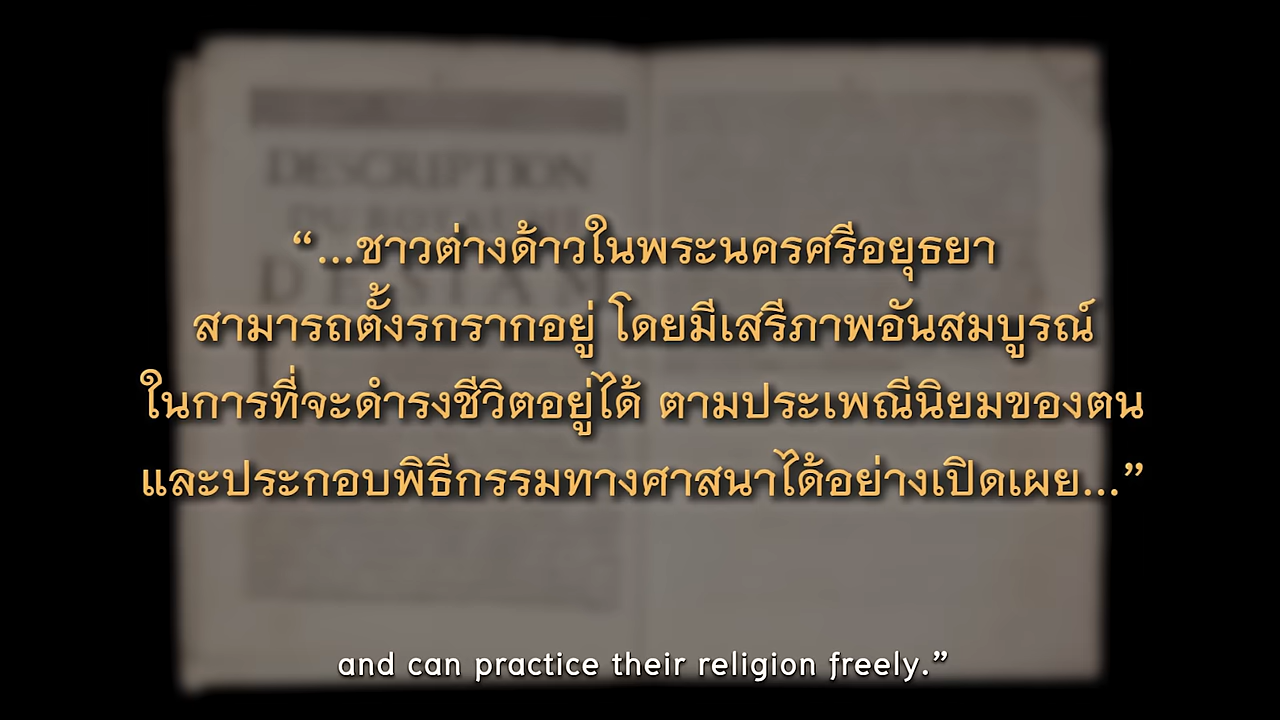 DESCRIPTION
DU ROYAUME
DE SIAM
“...ชาวต่างด้าวในพระนครศรีอยุธยา
สามารถตั้งรกรากอยู่ โดยมีเสรีภาพอันสมบูรณ์
ในการที่จะดำรงชีวิตอยู่ได้ ตามประเพณีนิยมของตน
และประกอบพิธีกรรมทางศาสนาได้อย่างเปิดเผย...”
and can practice their religion freely.”